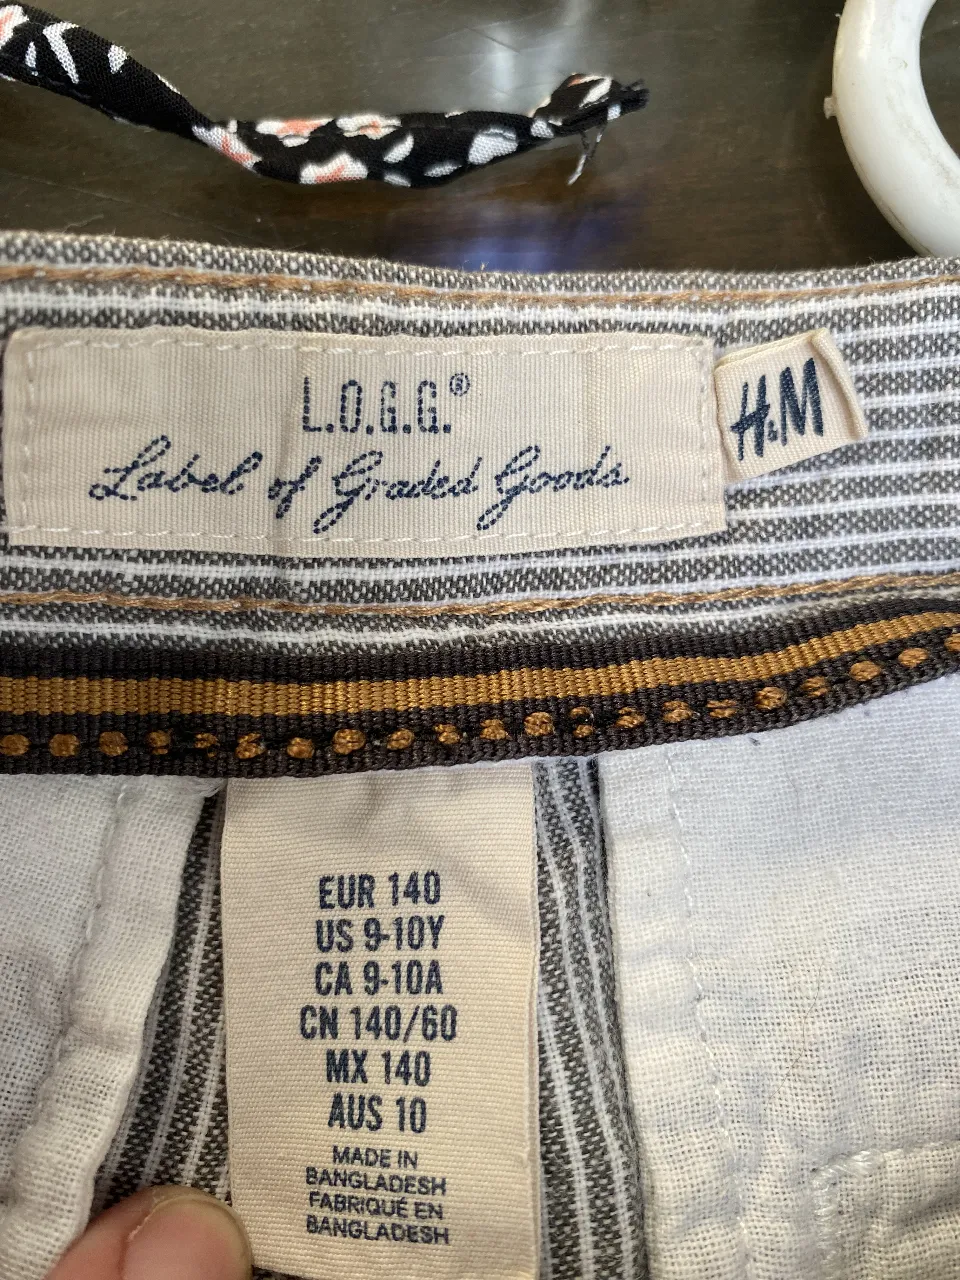 L.O.G.G.®
Label of Graded Goods
H&M
EUR 140
US 9-10Y
CA 9-10A
CN 140/60
MX 140
AUS 10
MADE IN
BANGLADESH
FABRIQUÉ EN
BANGLADESH